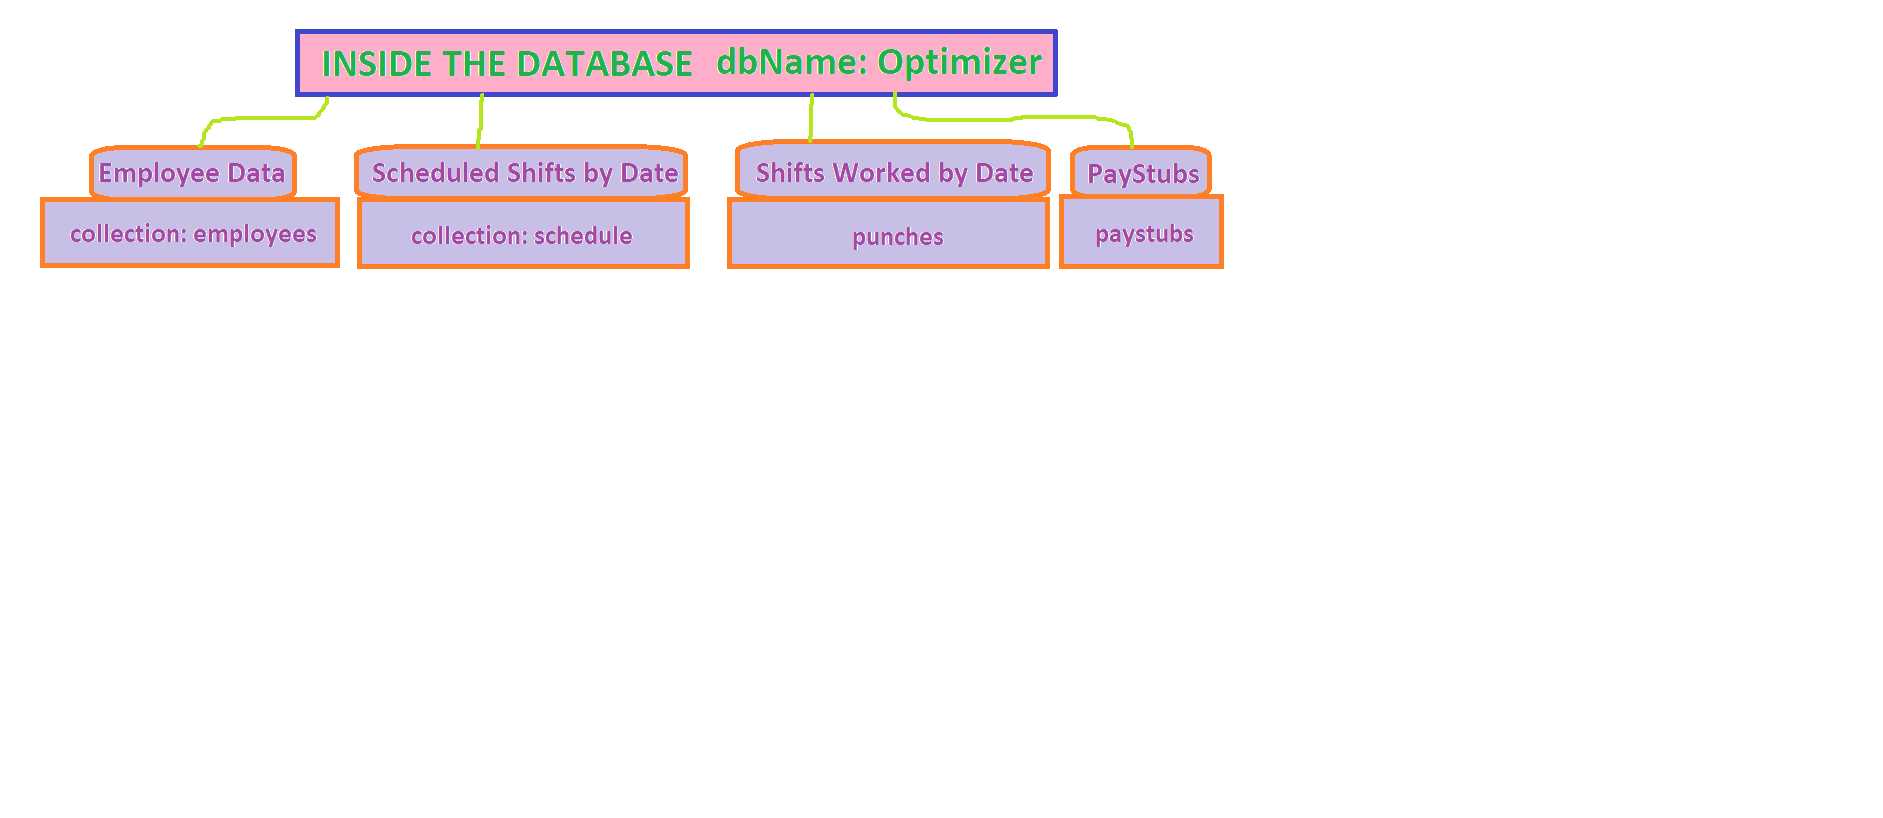 INSIDE THE DATABASE dbName: Optimizer
Employee Data
collection: employees
Scheduled Shifts by Date
collection: schedule
Shifts Worked by Date
punches
PayStubs
paystubs